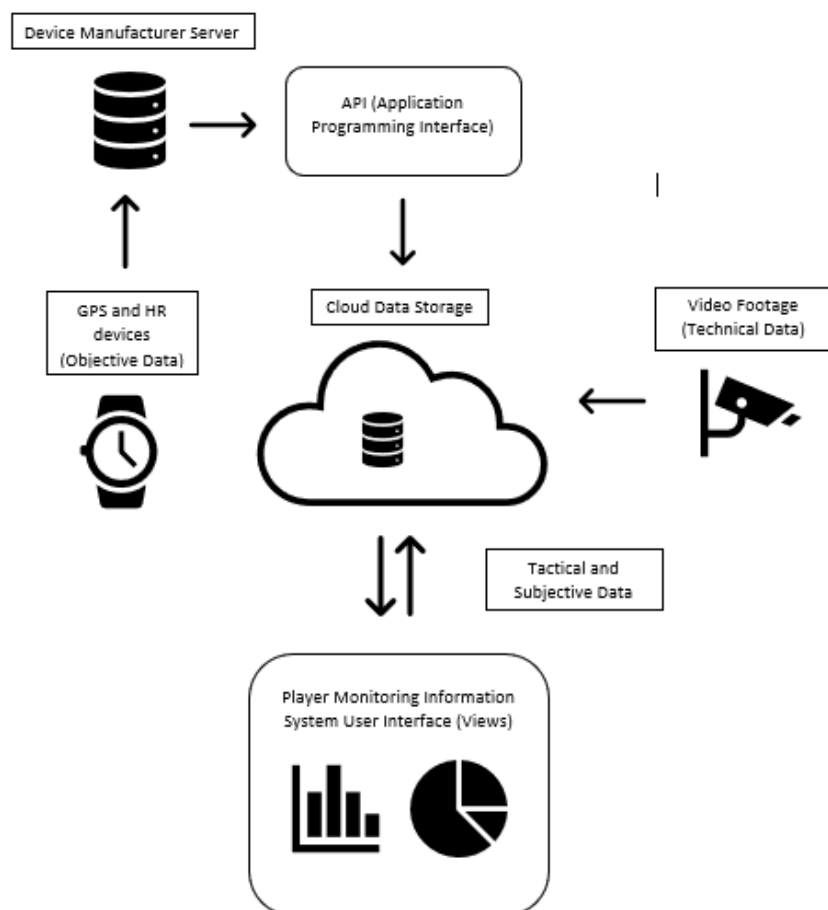 Device Manufacturer Server
API (Application
Programming Interface)
GPS and HR
devices
(Objective Data)
Cloud Data Storage
Video Footage
(Technical Data)
Tactical and
Subjective Data
Player Monitoring Information
System User Interface (Views)